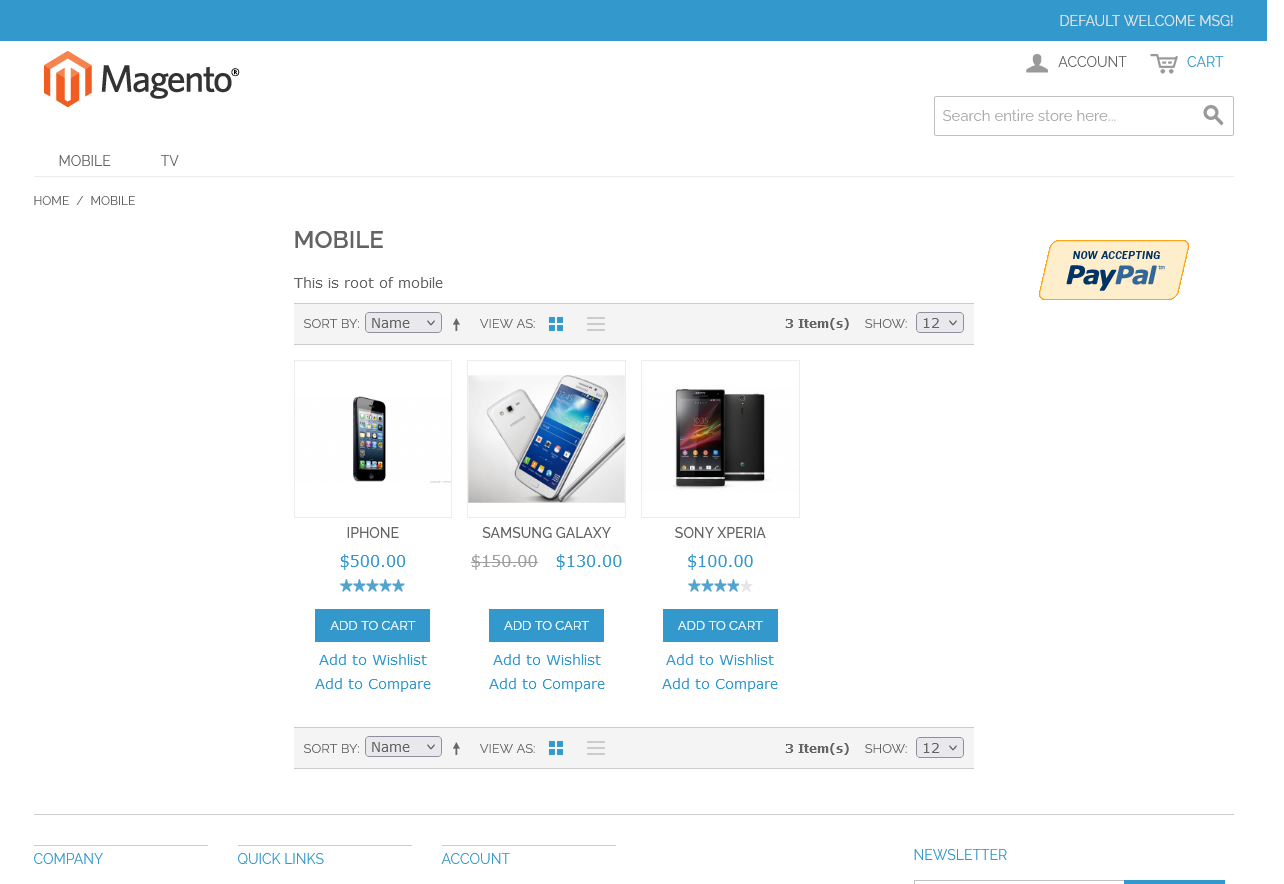 DEFAULT WELCOME MSG!
Magento®
ACCOUNT
CART
Search entire store here...
MOBILE
TV
HOME / MOBILE
MOBILE
NOW ACCEPTING
PayPal™
This is root of mobile
SORT BY: Name
VIEW AS:
3 Item(s)
SHOW: 12
IPHONE
SAMSUNG GALAXY
SONY XPERIA
$500.00
$150.00 $130.00
$100.00
ADD TO CART
ADD TO CART
ADD TO CART
Add to Wishlist
Add to Wishlist
Add to Wishlist
Add to Compare
Add to Compare
Add to Compare
SORT BY: Name
VIEW AS:
3 Item(s)
SHOW: 12
COMPANY
QUICK LINKS
ACCOUNT
NEWSLETTER